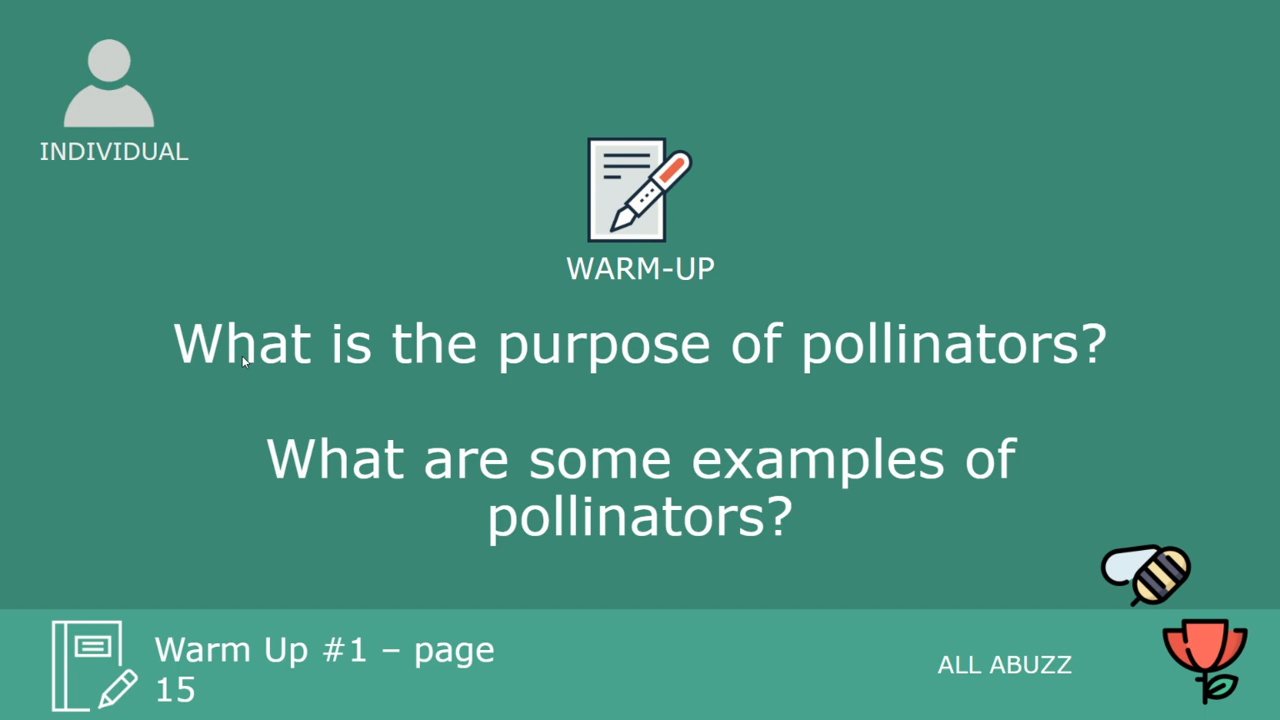 INDIVIDUAL
WARM-UP
What is the purpose of pollinators?
What are some examples of
pollinators?
Warm Up #1 – page
15
ALL ABUZZ